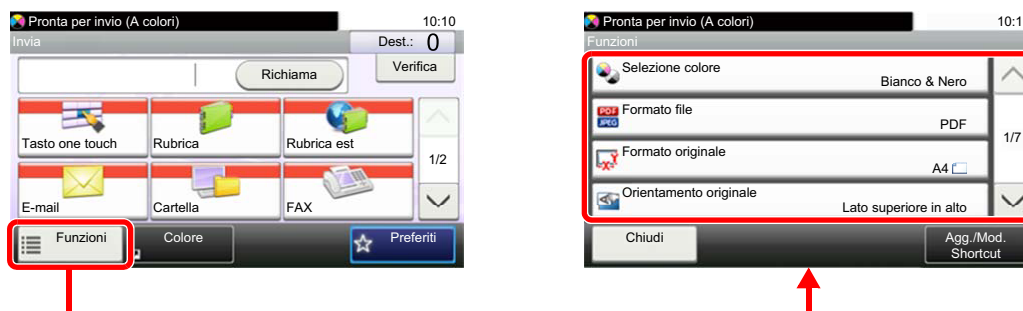 Pronta per invio (A colori) 10:10
Invia Dest.: 0
Richiama Verifica
Tasto one touch Rubrica Rubrica est
1/2
E-mail Cartella FAX
Funzioni Colore Preferiti
Pronta per invio (A colori) 10:1
Funzioni
Selezione colore
Bianco & Nero
PDF JPEG Formato file
PDF
1/7
Formato originale
A4
Orientamento originale
Lato superiore in alto
Chiudi Agg./Mod.
Shortcut